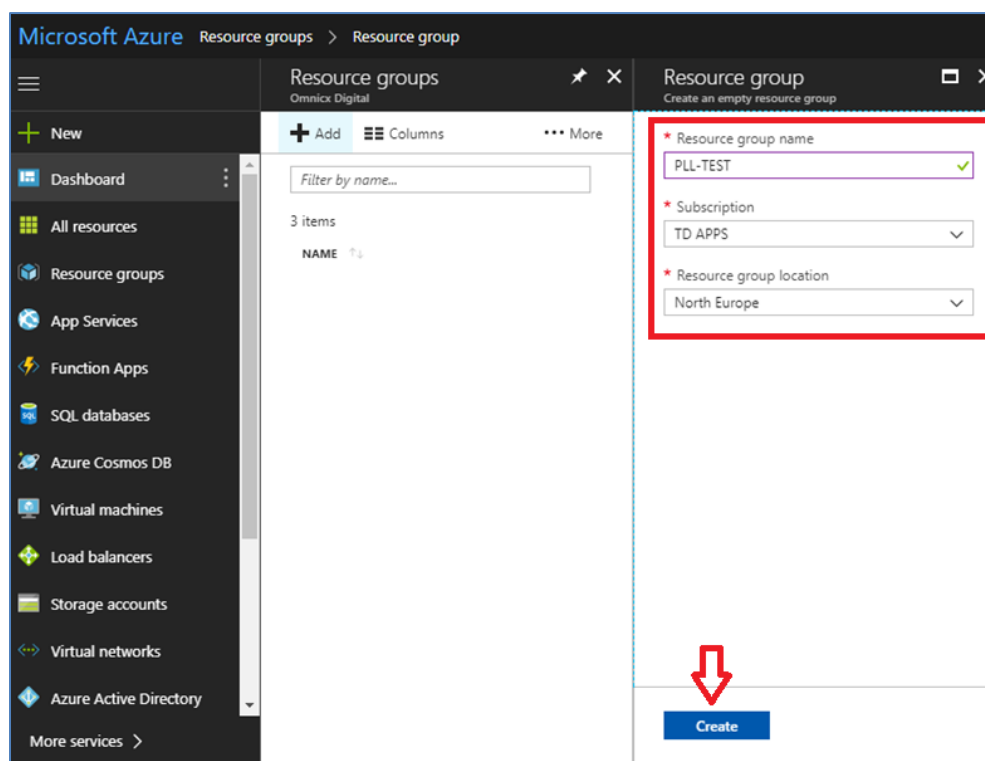 Microsoft Azure Resource groups > Resource group
New
Dashboard
All resources
Resource groups
App Services
Function Apps
SQL databases
Azure Cosmos DB
Virtual machines
Load balancers
Storage accounts
Virtual networks
Azure Active Directory
More services >
Resource groups
Omnicx Digital
Add Columns ••• More
Filter by name...
3 items
NAME
Resource group
Create an empty resource group
* Resource group name
PLL-TEST
* Subscription
TD APPS
* Resource group location
North Europe
Create